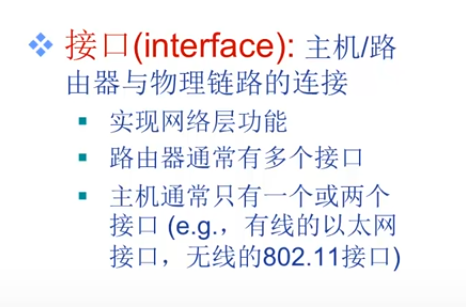 接口(interface): 主机/路
由器与物理链路的连接
实现网络层功能
路由器通常有多个接口
主机通常只有一个或两个
接口 (e.g.，有线的以太网
接口，无线的802.11接口)